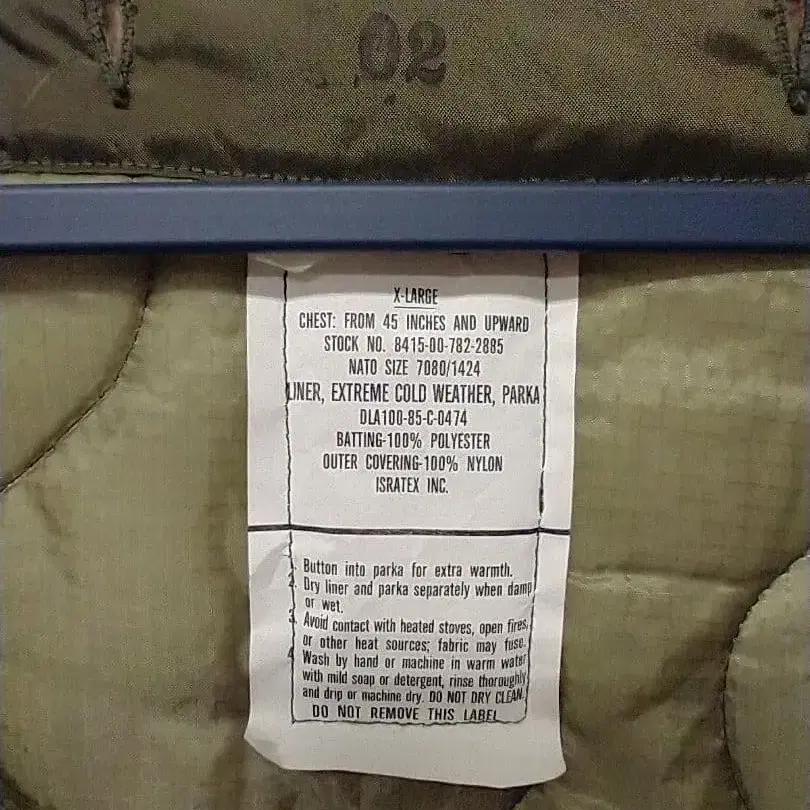 02
X-LARGE
CHEST: FROM 45 INCHES AND UPWARD
STOCK NO. 8415-00-782-2885
NATO SIZE 7080/1424
LINER, EXTREME COLD WEATHER, PARKA
DLA100-85-C-0474
BATTING-100% POLYESTER
OUTER COVERING-100% NYLON
ISRATEX INC.
1. Button into parka for extra warmth.
2. Dry liner and parka separately when damp
or wet.
3. Avoid contact with heated stoves, open fires,
or other heat sources; fabric may fuse.
4. Wash by hand or machine in warm water
with mild soap or detergent, rinse thoroughly
and drip or machine dry. DO NOT DRY CLEAN.
DO NOT REMOVE THIS LABEL